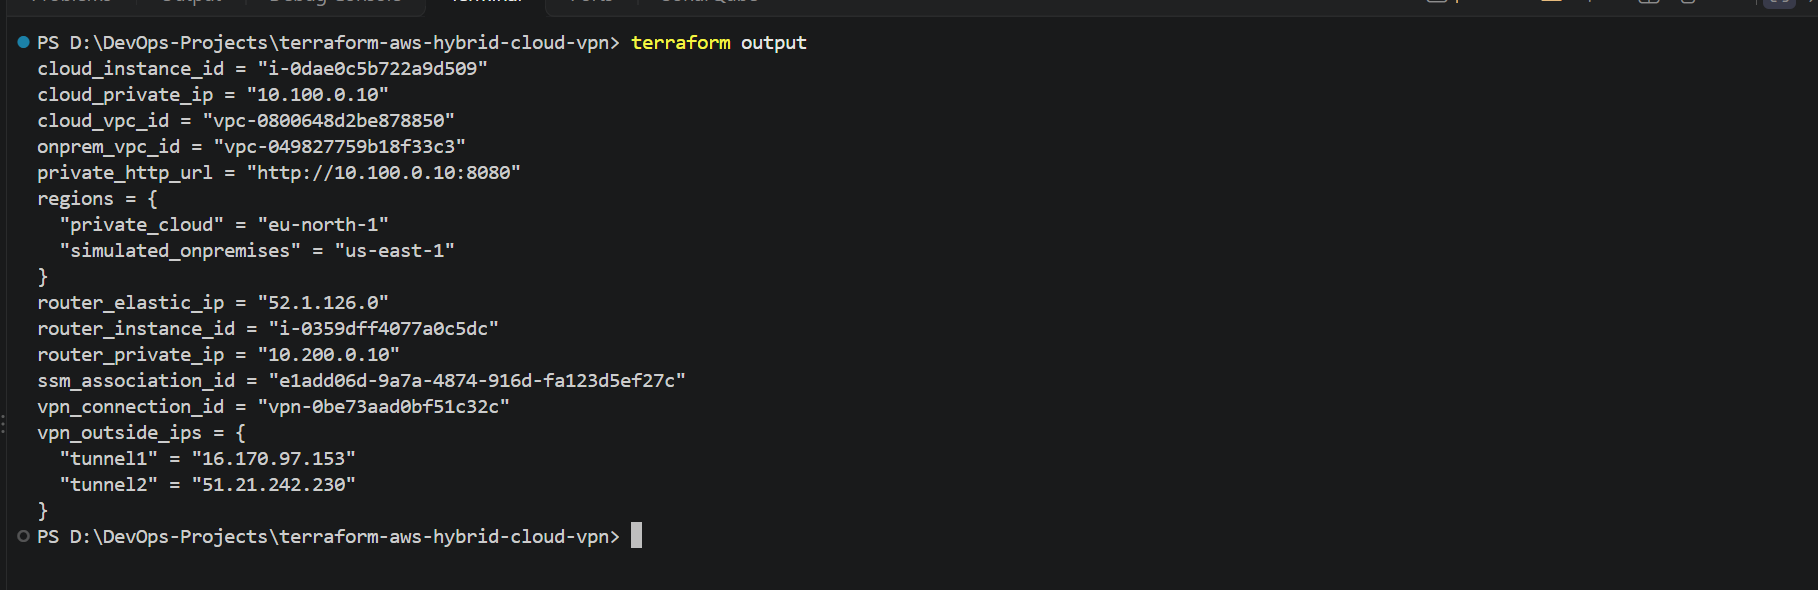 PS D:\DevOps-Projects\terraform-aws-hybrid-cloud-vpn> terraform output
cloud_instance_id = "i-0dae0c5b722a9d509"
cloud_private_ip = "10.100.0.10"
cloud_vpc_id = "vpc-0800648d2be878850"
onprem_vpc_id = "vpc-049827759b18f33c3"
private_http_url = "http://10.100.0.10:8080"
regions = {
  "private_cloud" = "eu-north-1"
  "simulated_onpremises" = "us-east-1"
}
router_elastic_ip = "52.1.126.0"
router_instance_id = "i-0359dff4077a0c5dc"
router_private_ip = "10.200.0.10"
ssm_association_id = "e1add06d-9a7a-4874-916d-fa123d5ef27c"
vpn_connection_id = "vpn-0be73aad0bf51c32c"
vpn_outside_ips = {
  "tunnel1" = "16.170.97.153"
  "tunnel2" = "51.21.242.230"
}
PS D:\DevOps-Projects\terraform-aws-hybrid-cloud-vpn>